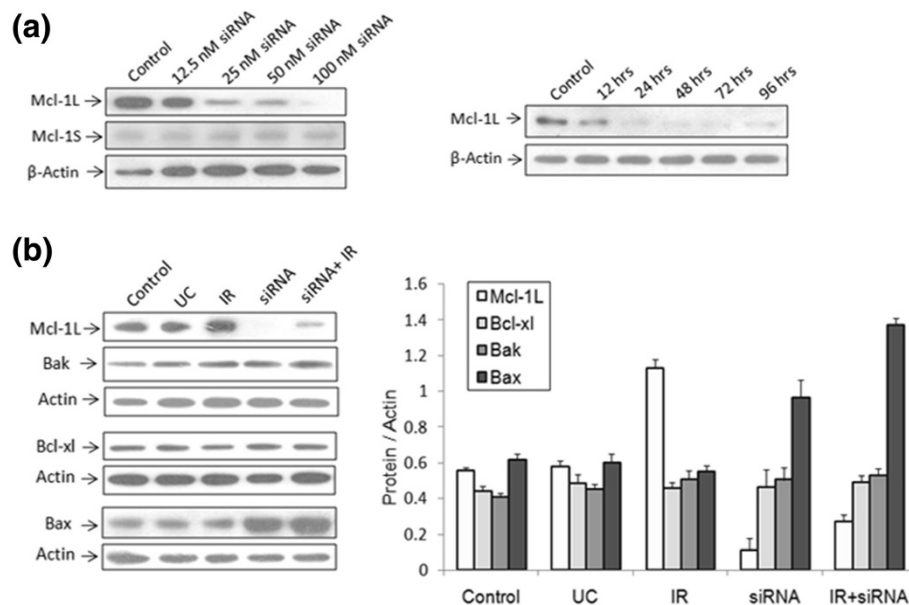 (a)
Control 12.5 nM siRNA 25 nM siRNA 50 nM siRNA 100 nM siRNA
Mcl-1L →
Mcl-1S →
β-Actin →
Control 12 hrs 24 hrs 48 hrs 72 hrs 96 hrs
Mcl-1L →
β-Actin →
(b)
Control UC IR siRNA siRNA+ IR
Mcl-1L →
Bak →
Actin →
Bcl-xl →
Actin →
Bax →
Actin →
Protein / Actin
1.6
1.4
1.2
1
0.8
0.6
0.4
0.2
0
Mcl-1L
Bcl-xl
Bak
Bax
Control UC IR siRNA IR+siRNA